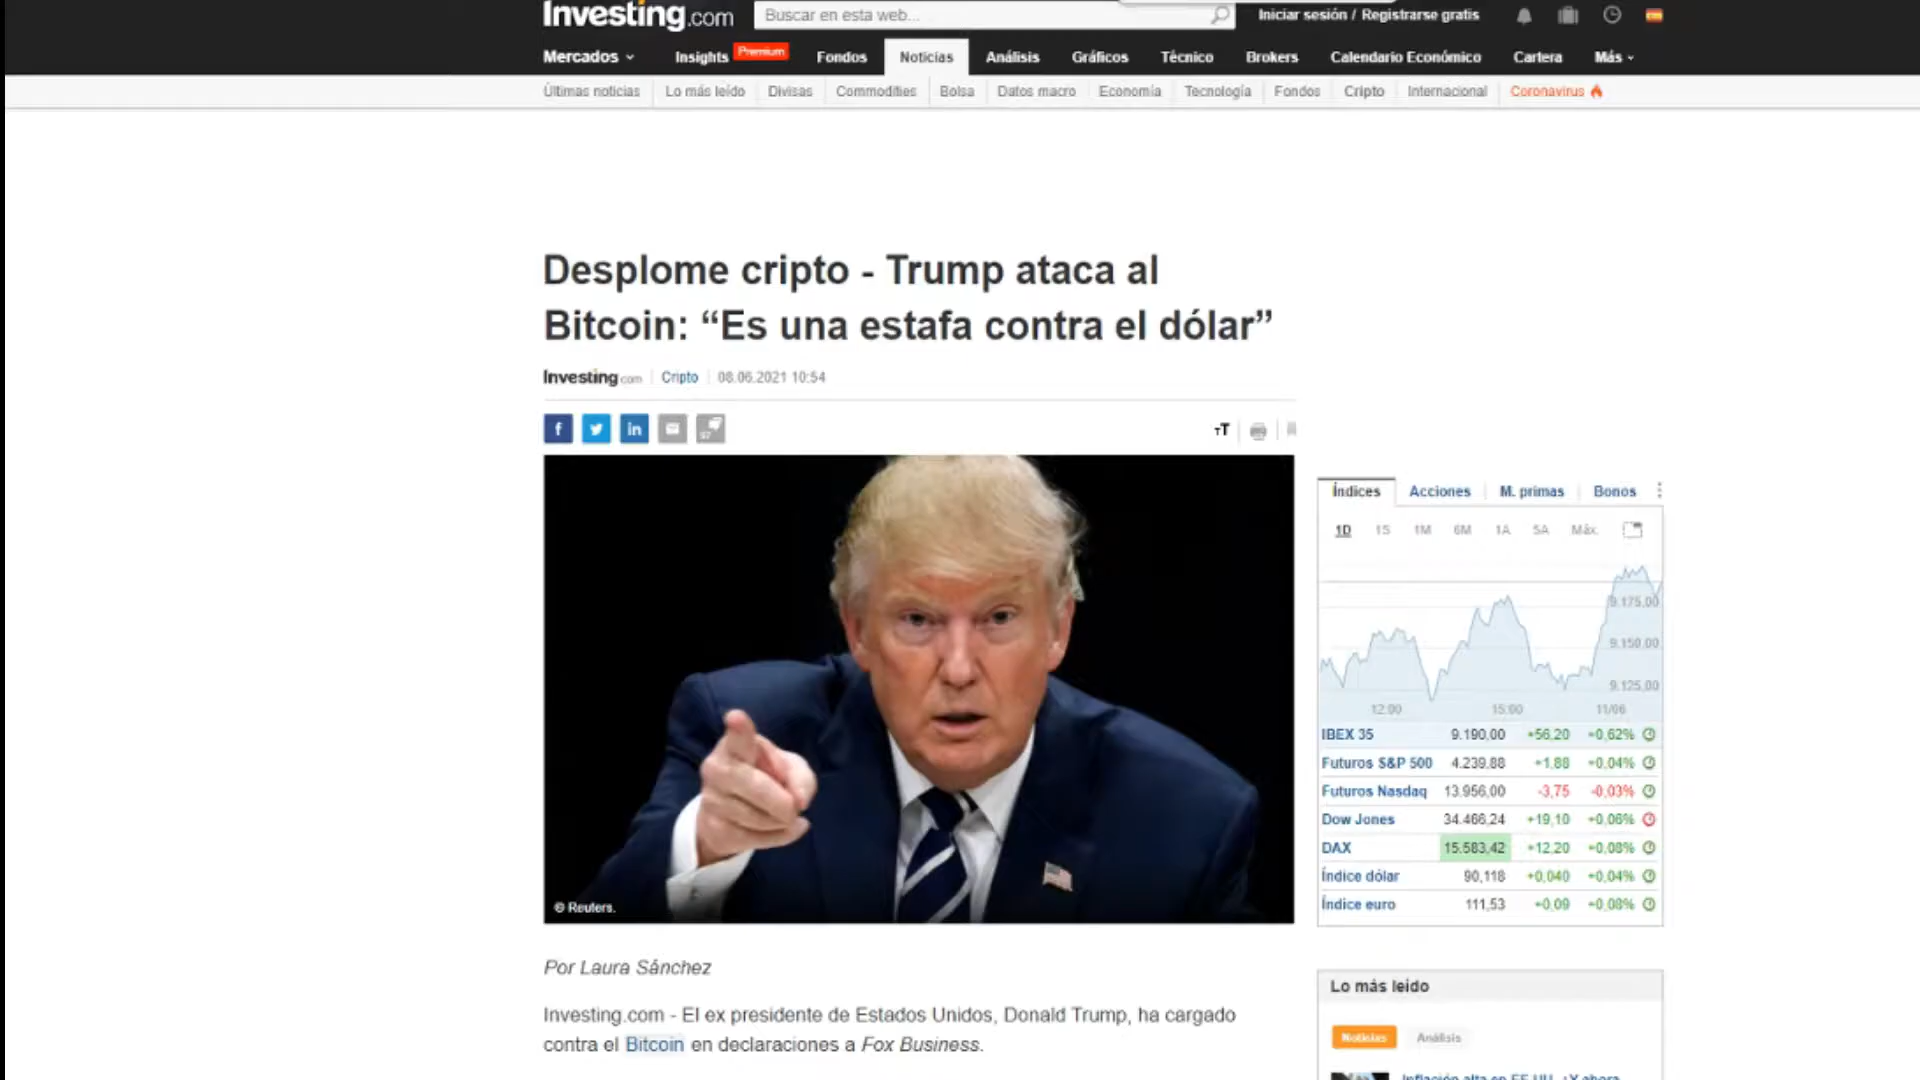 Investing.com
Buscar en esta web...
Iniciar sesión / Registrarse gratis
Mercados
Insights Premium
Fondos
Noticias
Análisis
Gráficos
Técnico
Brokers
Calendario Económico
Cartera
Más
Últimas noticias
Lo más leído
Divisas
Commodities
Bolsa
Datos macro
Economía
Tecnología
Fondos
Cripto
Internacional
Coronavirus
Desplome cripto - Trump ataca al
Bitcoin: “Es una estafa contra el dólar”
Investing.com Cripto 08.06.2021 10:54
f in 57
тT
© Reuters.
Por Laura Sánchez
Investing.com - El ex presidente de Estados Unidos, Donald Trump, ha cargado
contra el Bitcoin en declaraciones a Fox Business.
Índices Acciones M. primas Bonos
1D 1S 1M 6M 1A 5A Máx.
9.175,00
9.150,00
9.125,00
12:00 15:00 11/06
IBEX 35 9.190,00 +56,20 +0,62%
Futuros S&P 500 4.239,88 +1,88 +0,04%
Futuros Nasdaq 13.956,00 -3,75 -0,03%
Dow Jones 34.466,24 +19,10 +0,06%
DAX 15.583,42 +12,20 +0,08%
Índice dólar 90,118 +0,040 +0,04%
Índice euro 111,53 +0,09 +0,08%
Lo más leído
Noticias Análisis
Inflación alta en EE.UU. ¿Y ahora